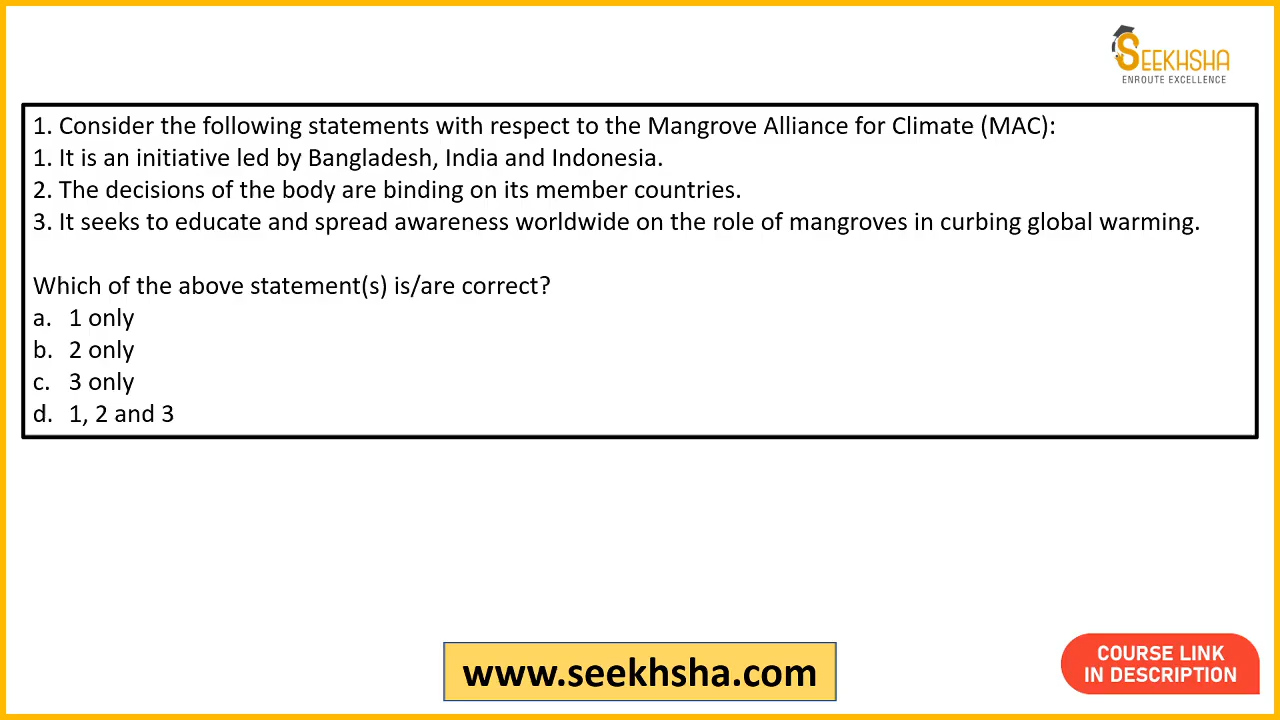 SEEKHSHA
ENROUTE EXCELLENCE
1. Consider the following statements with respect to the Mangrove Alliance for Climate (MAC):
1. It is an initiative led by Bangladesh, India and Indonesia.
2. The decisions of the body are binding on its member countries.
3. It seeks to educate and spread awareness worldwide on the role of mangroves in curbing global warming.
Which of the above statement(s) is/are correct?
a. 1 only
b. 2 only
c. 3 only
d. 1, 2 and 3
www.seekhsha.com
COURSE LINK
IN DESCRIPTION